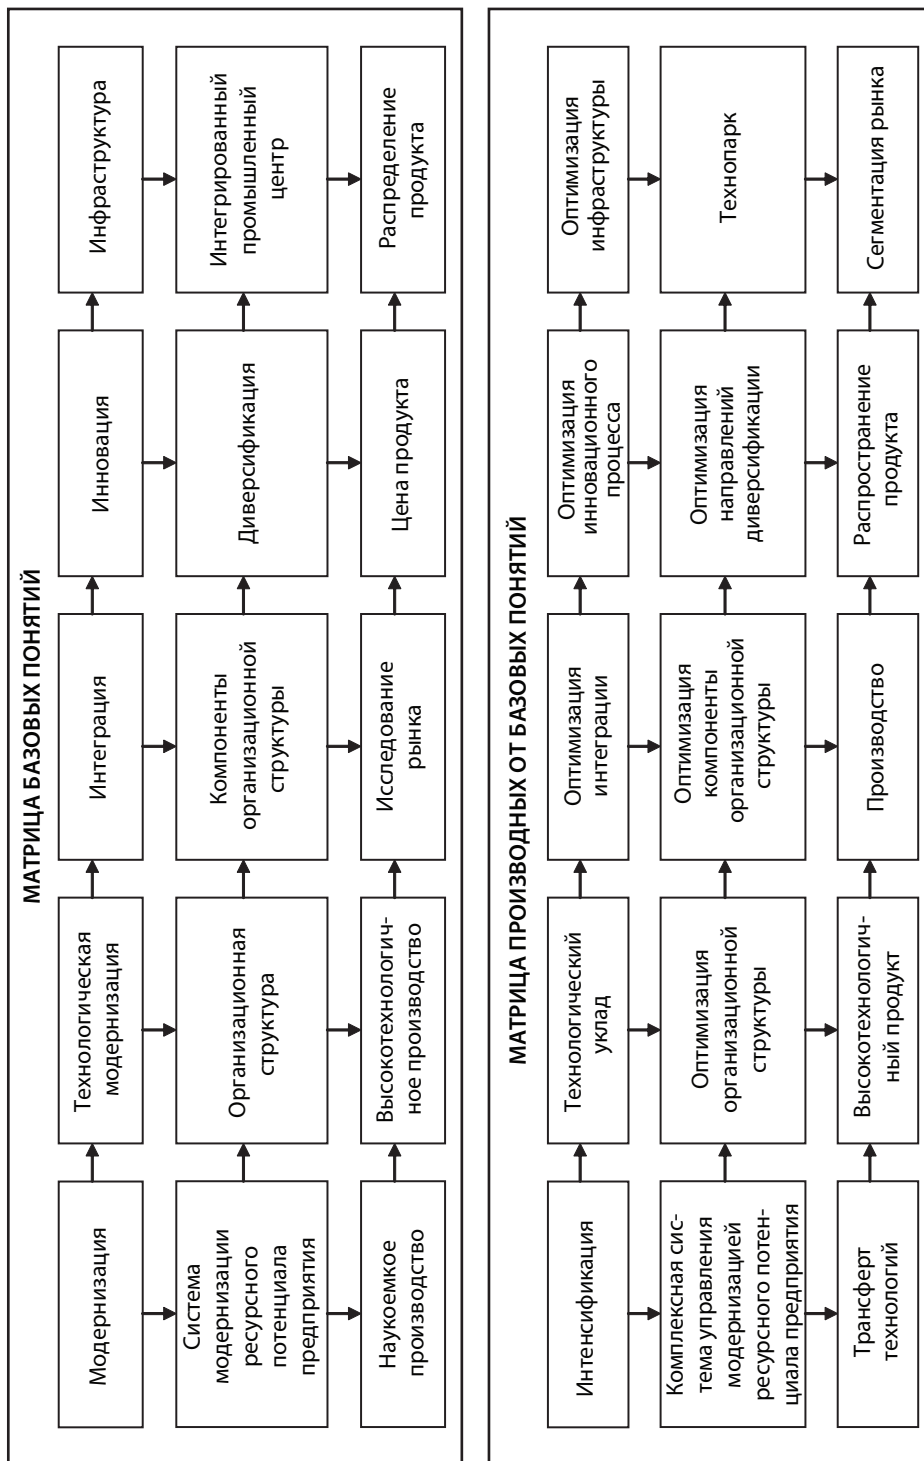 МАТРИЦА БАЗОВЫХ ПОНЯТИЙ
Модернизация
Технологическая
модернизация
Интеграция
Инновация
Инфраструктура
Система
модернизации
ресурсного
потенциала
предприятия
Организационная
структура
Компоненты
организационной
структуры
Диверсификация
Интегрированный
промышленный
центр
Наукоемкое
производство
Высокотехнологич-
ное производство
Исследование
рынка
Цена продукта
Распределение
продукта
МАТРИЦА ПРОИЗВОДНЫХ ОТ БАЗОВЫХ ПОНЯТИЙ
Интенсификация
Технологический
уклад
Оптимизация
интеграции
Оптимизация
инновационного
процесса
Оптимизация
инфраструктуры
Комплексная сис-
тема управления
модернизацией
ресурсного потен-
циала предприятия
Оптимизация
организационной
структуры
Оптимизация
компоненты
организационной
структуры
Оптимизация
направлений
диверсификации
Технопарк
Трансферт
технологий
Высокотехнологич-
ный продукт
Производство
Распространение
продукта
Сегментация рынка